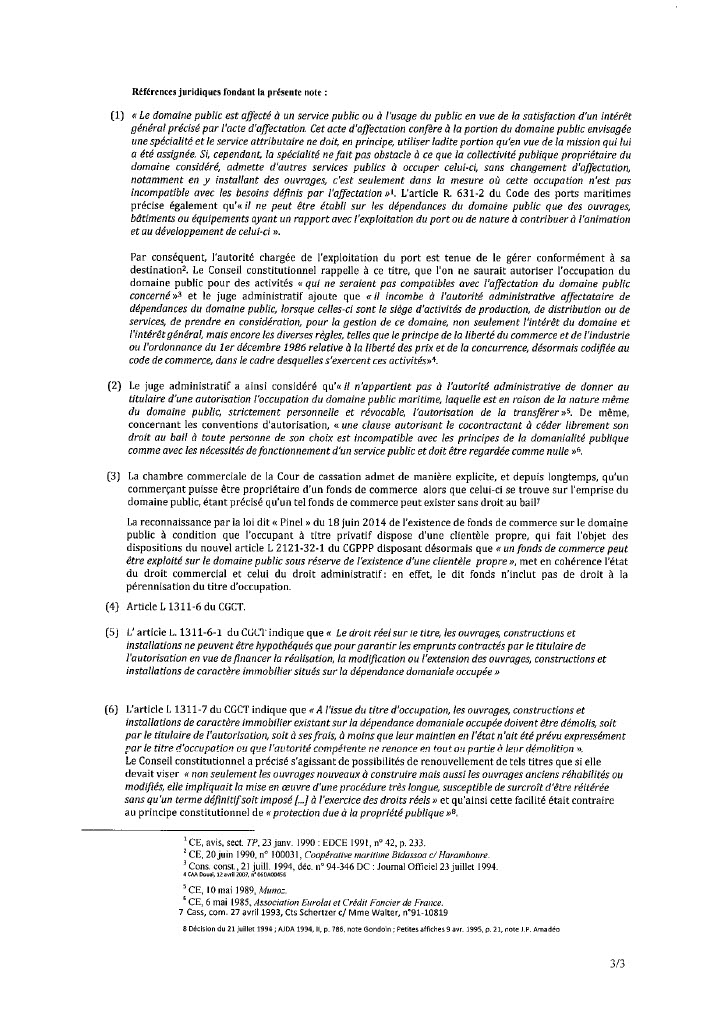 Références juridiques fondant la présente note :
(1) « Le domaine public est affecté à un service public ou à l'usage du public en vue de la satisfaction d'un intérêt
général précisé par l'acte d'affectation. Cet acte d'affectation confère à la portion du domaine public envisagée
une spécialité et le service attributaire ne doit, en principe, utiliser ladite portion qu'en vue de la mission qui lui
a été assignée. Si, cependant, la spécialité ne fait pas obstacle à ce que la collectivité publique propriétaire du
domaine considéré, admette d'autres services publics à occuper celui-ci, sans changement d'affectation,
notamment en y installant des ouvrages, c'est seulement dans la mesure où cette occupation n'est pas
incompatible avec les besoins définis par l'affectation »¹. L'article R. 631-2 du Code des ports maritimes
précise également qu'« il ne peut être établi sur les dépendances du domaine public que des ouvrages,
bâtiments ou équipements ayant un rapport avec l'exploitation du port ou de nature à contribuer à l'animation
et au développement de celui-ci ».
Par conséquent, l'autorité chargée de l'exploitation du port est tenue de le gérer conformément à sa
destination². Le Conseil constitutionnel rappelle à ce titre, que l'on ne saurait autoriser l'occupation du
domaine public pour des activités « qui ne seraient pas compatibles avec l'affectation du domaine public
concerné »³ et le juge administratif ajoute que « il incombe à l'autorité administrative affectataire de
dépendances du domaine public, lorsque celles-ci sont le siège d'activités de production, de distribution ou de
services, de prendre en considération, pour la gestion de ce domaine, non seulement l'intérêt du domaine et
l'intérêt général, mais encore les diverses règles, telles que le principe de la liberté du commerce et de l'industrie
ou l'ordonnance du 1er décembre 1986 relative à la liberté des prix et de la concurrence, désormais codifiée au
code de commerce, dans le cadre desquelles s'exercent ces activités»⁴.
(2) Le juge administratif a ainsi considéré qu'« il n'appartient pas à l'autorité administrative de donner au
titulaire d'une autorisation l'occupation du domaine public maritime, laquelle est en raison de la nature même
du domaine public, strictement personnelle et révocable, l'autorisation de la transférer »⁵. De même,
concernant les conventions d'autorisation, « une clause autorisant le cocontractant à céder librement son
droit au bail à toute personne de son choix est incompatible avec les principes de la domanialité publique
comme avec les nécessités de fonctionnement d'un service public et doit être regardée comme nulle »⁶.
(3) La chambre commerciale de la Cour de cassation admet de manière explicite, et depuis longtemps, qu'un
commerçant puisse être propriétaire d'un fonds de commerce alors que celui-ci se trouve sur l'emprise du
domaine public, étant précisé qu'un tel fonds de commerce peut exister sans droit au bail⁷
La reconnaissance par la loi dit « Pinel » du 18 juin 2014 de l'existence de fonds de commerce sur le domaine
public à condition que l'occupant à titre privatif dispose d'une clientèle propre, qui fait l'objet des
dispositions du nouvel article L 2121-32-1 du CGPPP disposant désormais que « un fonds de commerce peut
être exploité sur le domaine public sous réserve de l'existence d'une clientèle propre », met en cohérence l'état
du droit commercial et celui du droit administratif : en effet, le dit fonds n'inclut pas de droit à la
pérennisation du titre d'occupation.
(4) Article L 1311-6 du CGCT.
(5) L' article L. 1311-6-1 du CGCT indique que « Le droit réel sur le titre, les ouvrages, constructions et
installations ne peuvent être hypothéqués que pour garantir les emprunts contractés par le titulaire de
l'autorisation en vue de financer la réalisation, la modification ou l'extension des ouvrages, constructions et
installations de caractère immobilier situés sur la dépendance domaniale occupée »
(6) L'article L 1311-7 du CGCT indique que « A l'issue du titre d'occupation, les ouvrages, constructions et
installations de caractère immobilier existant sur la dépendance domaniale occupée doivent être démolis, soit
par le titulaire de l'autorisation, soit à ses frais, à moins que leur maintien en l'état n'ait été prévu expressément
par le titre d'occupation ou que l'autorité compétente ne renonce en tout ou partie à leur démolition ».
Le Conseil constitutionnel a précisé s'agissant de possibilités de renouvellement de tels titres que si elle
devait viser « non seulement les ouvrages nouveaux à construire mais aussi les ouvrages anciens réhabilités ou
modifiés, elle impliquait la mise en œuvre d'une procédure très longue, susceptible de surcroît d'être réitérée
sans qu'un terme définitif soit imposé [...] à l'exercice des droits réels » et qu'ainsi cette facilité était contraire
au principe constitutionnel de « protection due à la propriété publique »⁸.
¹ CE, avis, sect. TP, 23 janv. 1990 : EDCE 1991, n° 42, p. 233.
² CE, 20 juin 1990, n° 100031, Coopérative maritime Bidassoa c/ Haramboure.
³ Cons. const., 21 juill. 1994, déc. n° 94-346 DC : Journal Officiel 23 juillet 1994.
4 CAA Douai, 12 avril 2007, n° 06DA00456
⁵ CE, 10 mai 1989, Munoz.
⁶ CE, 6 mai 1985, Association Eurolat et Crédit Foncier de France.
7 Cass, com. 27 avril 1993, Cts Schertzer c/ Mme Walter, n°91-10819
8 Décision du 21 juillet 1994 ; AJDA 1994, II, p. 786, note Gondoin ; Petites affiches 9 avr. 1995, p. 21, note J.P. Amadéo
3/3